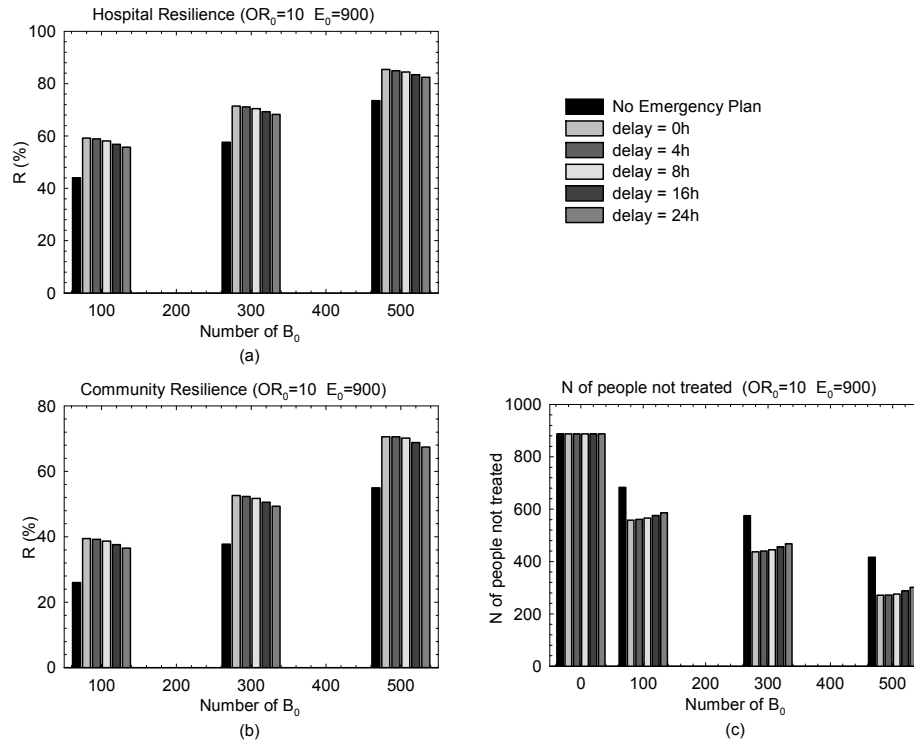 Hospital Resilience (OR₀=10 E₀=900)
100
80
60
40
20
0
R (%)
100 200 300 400 500
Number of B₀
(a)
No Emergency Plan
delay = 0h
delay = 4h
delay = 8h
delay = 16h
delay = 24h
Community Resilience (OR₀=10 E₀=900)
80
60
40
20
0
R (%)
100 200 300 400 500
Number of B₀
(b)
N of people not treated (OR₀=10 E₀=900)
1000
800
600
400
200
0
N of people not treated
0 100 200 300 400 500
Number of B₀
(c)